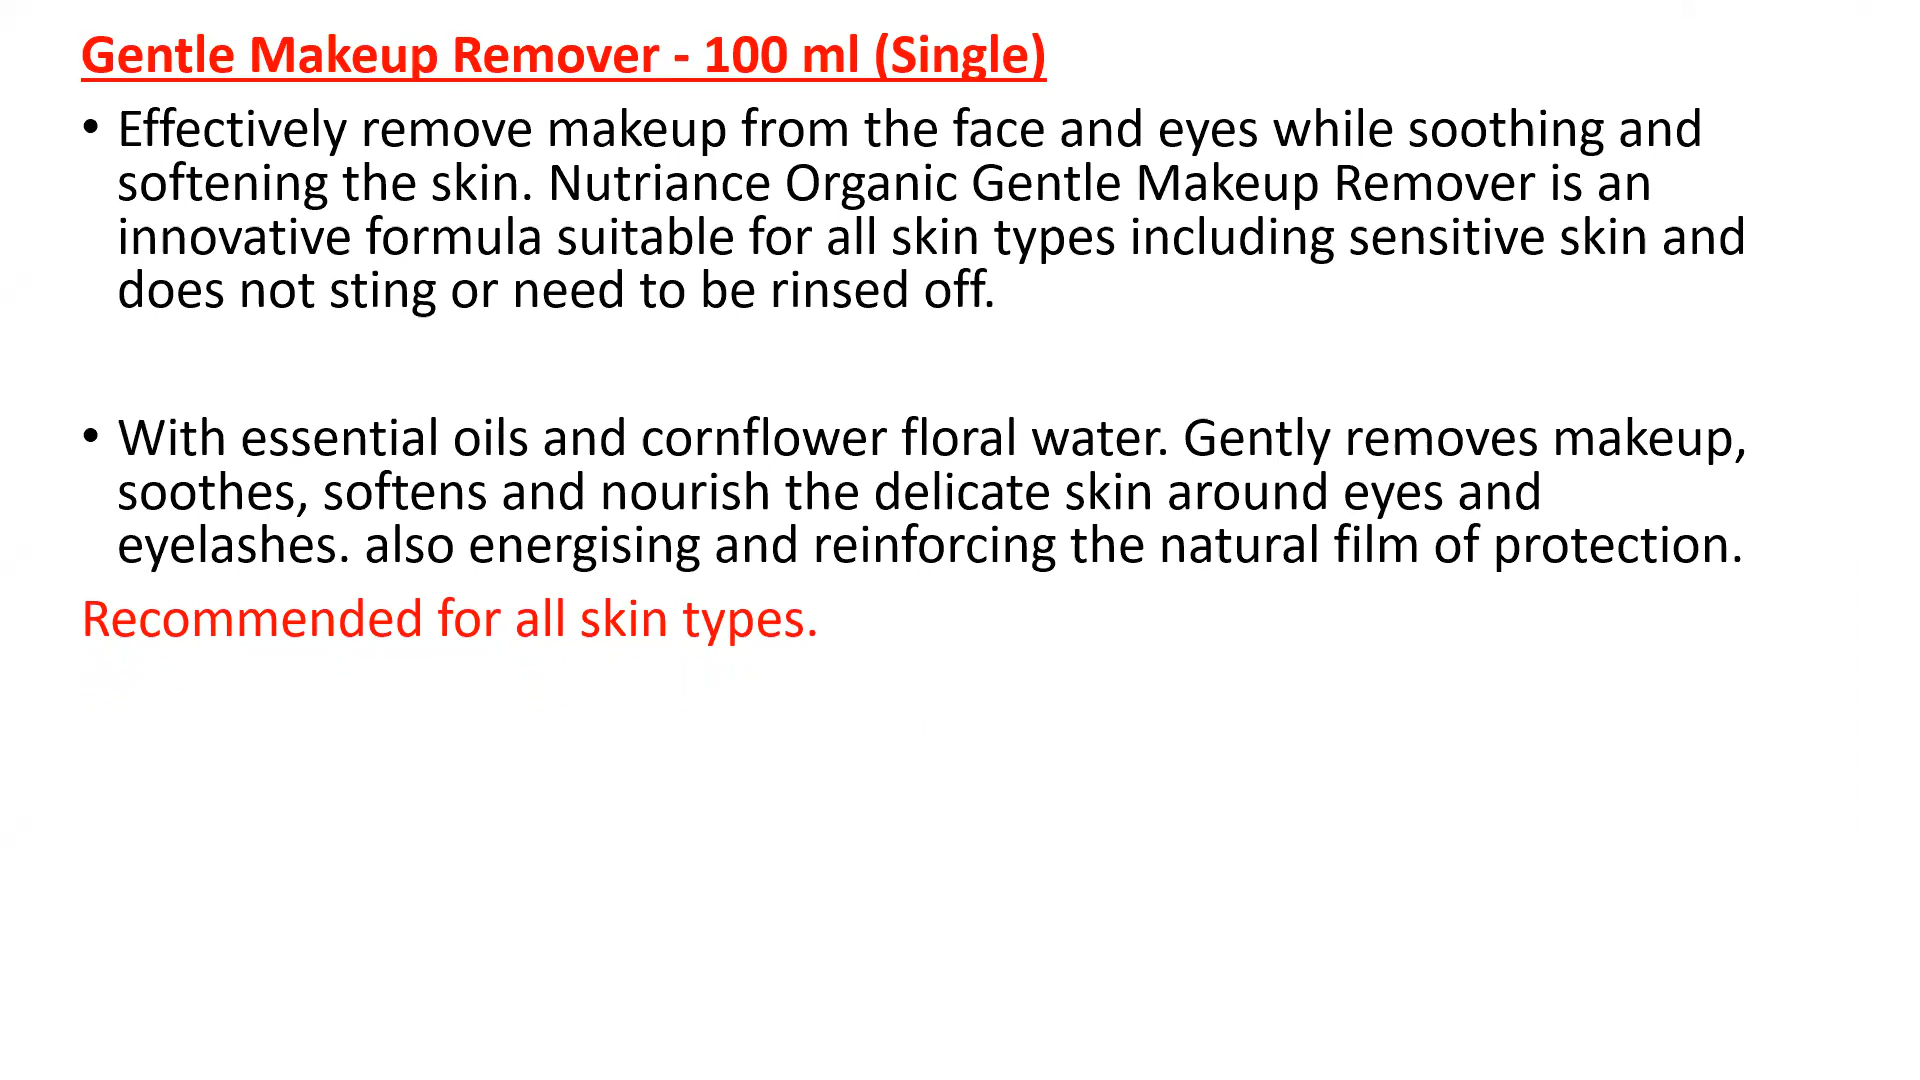 Gentle Makeup Remover - 100 ml (Single)
• Effectively remove makeup from the face and eyes while soothing and
softening the skin. Nutriance Organic Gentle Makeup Remover is an
innovative formula suitable for all skin types including sensitive skin and
does not sting or need to be rinsed off.
• With essential oils and cornflower floral water. Gently removes makeup,
soothes, softens and nourish the delicate skin around eyes and
eyelashes. also energising and reinforcing the natural film of protection.
Recommended for all skin types.